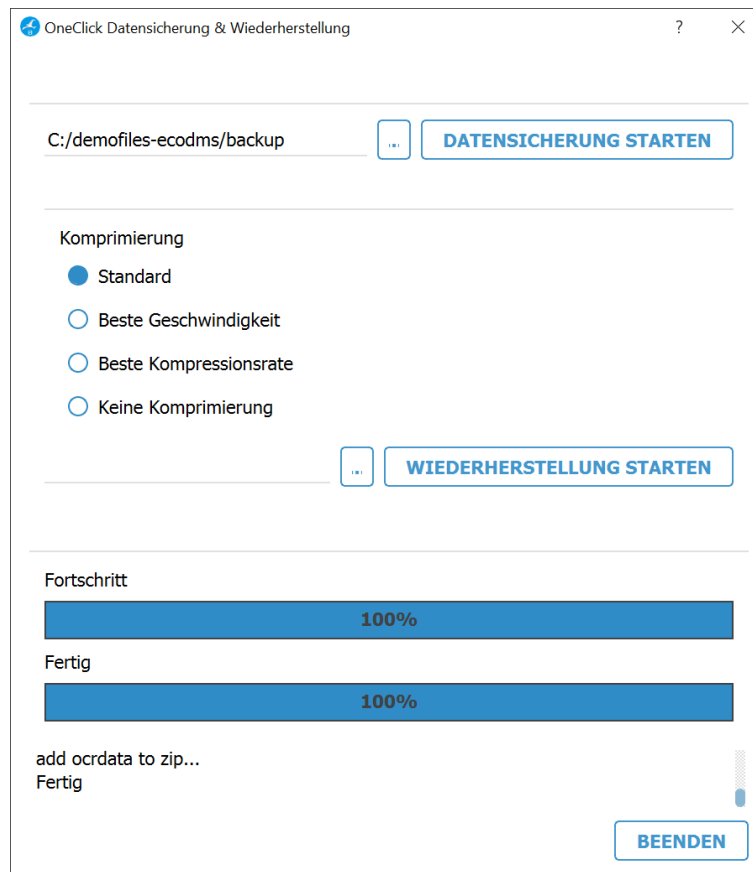 OneClick Datensicherung & Wiederherstellung ?
C:/demofiles-ecodms/backup ... DATENSICHERUNG STARTEN
Komprimierung
Standard
Beste Geschwindigkeit
Beste Kompressionsrate
Keine Komprimierung
... WIEDERHERSTELLUNG STARTEN
Fortschritt
100%
Fertig
100%
add ocrdata to zip...
Fertig
BEENDEN